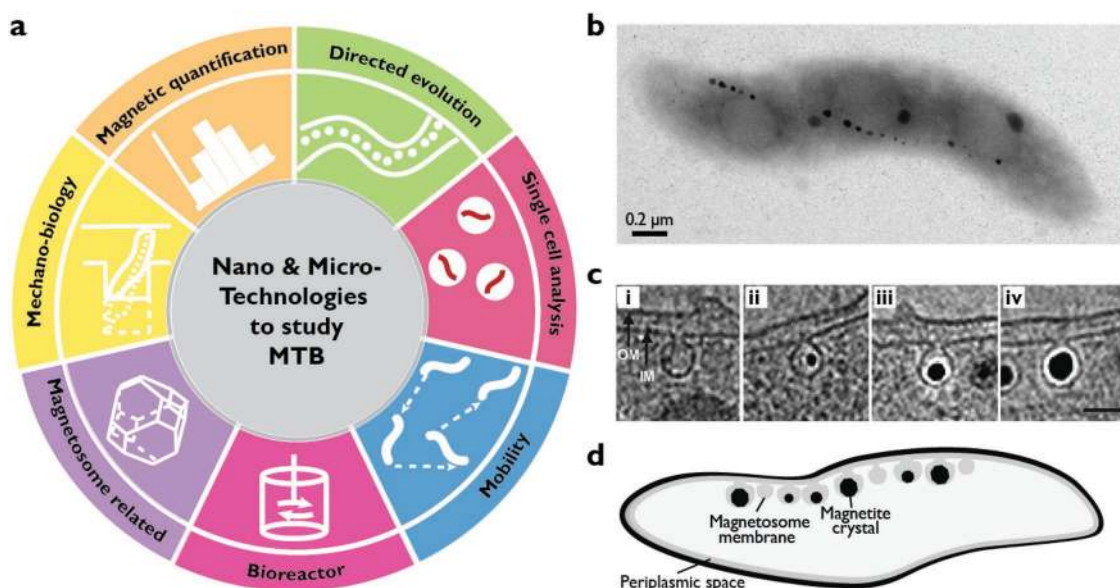 a
Magnetic quantification
Directed evolution
Single cell analysis
Mobility
Bioreactor
Magnetosome related
Mechano-biology
Nano & Micro-
Technologies
to study
MTB
b
0.2 µm
c
i
ii
iii
iv
OM
IM
d
Magnetosome
membrane
Magnetite
crystal
Periplasmic space